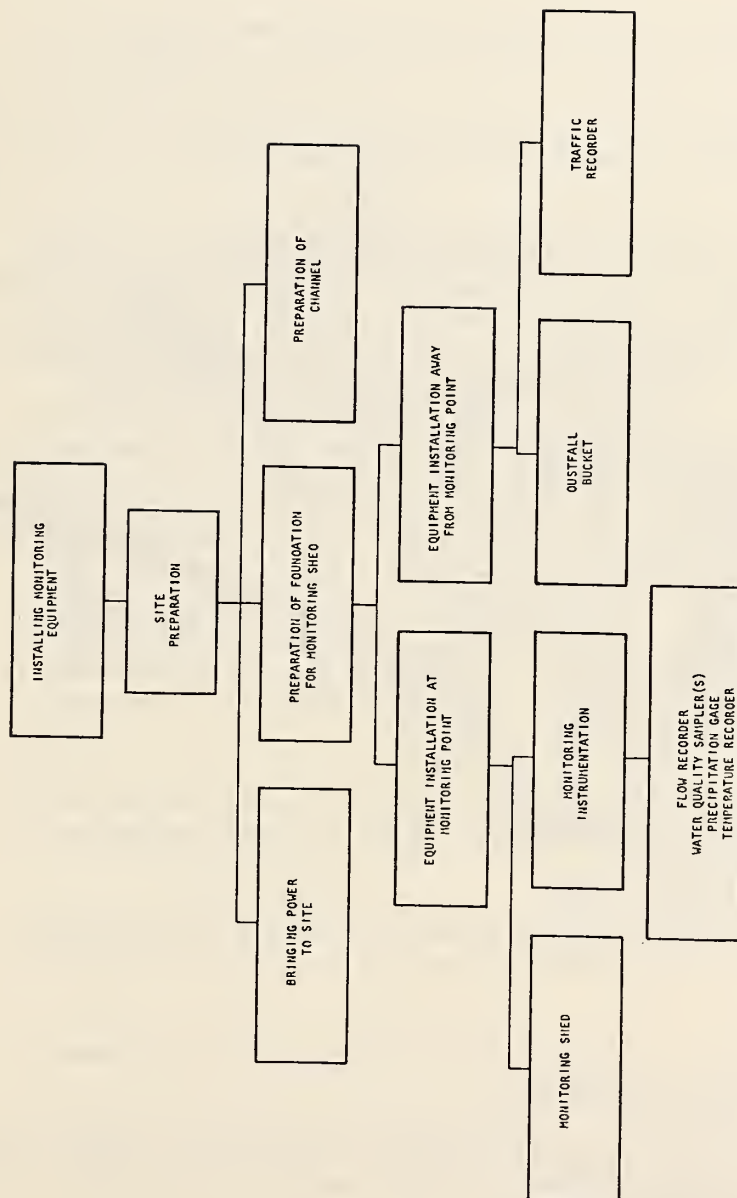 INSTALLING MONITORING
EQUIPMENT
SITE
PREPARATION
BRINGING POWER
TO SITE
PREPARATION OF FOUNDATION
FOR MONITORING SHED
PREPARATION OF
CHANNEL
EQUIPMENT INSTALLATION AT
MONITORING POINT
EQUIPMENT INSTALLATION AWAY
FROM MONITORING POINT
MONITORING SHED
MONITORING
INSTRUMENTATION
DUSTFALL
BUCKET
TRAFFIC
RECORDER
FLOW RECORDER
WATER QUALITY SAMPLER(S)
PRECIPITATION GAGE
TEMPERATURE RECORDER